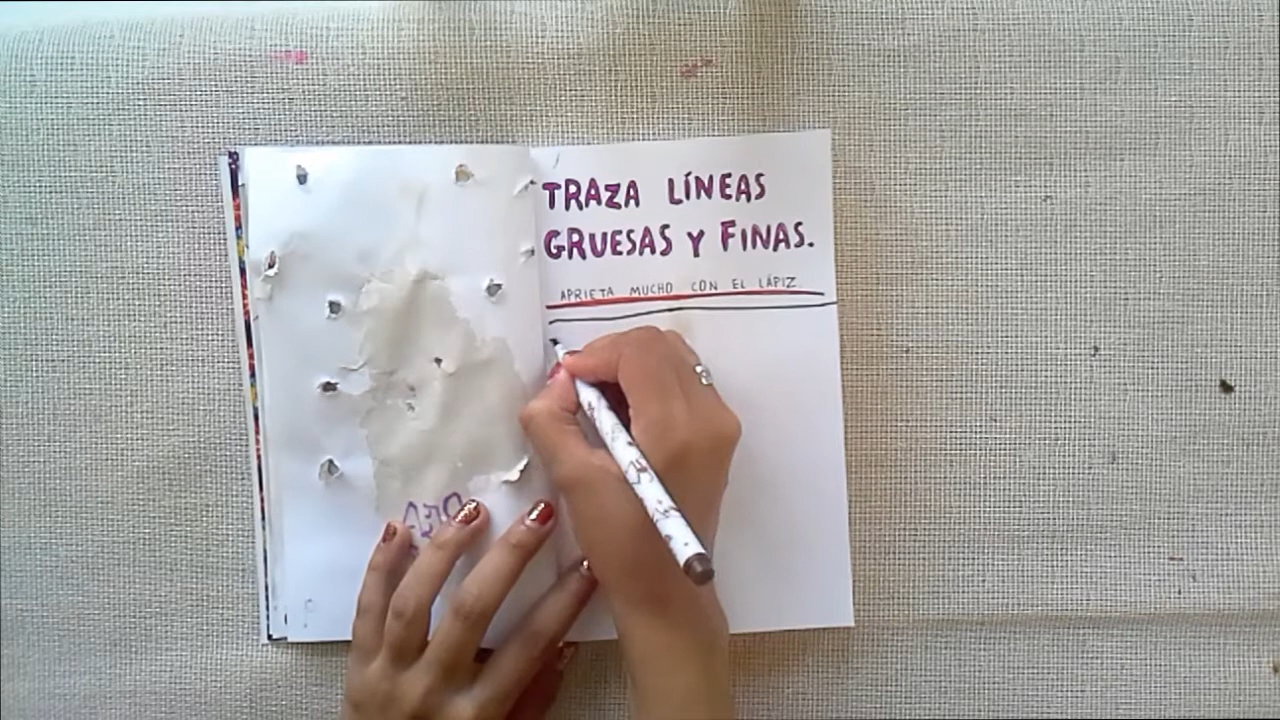 TRAZA LÍNEAS
GRUESAS Y FINAS.
APRIETA MUCHO CON EL LÁPIZ